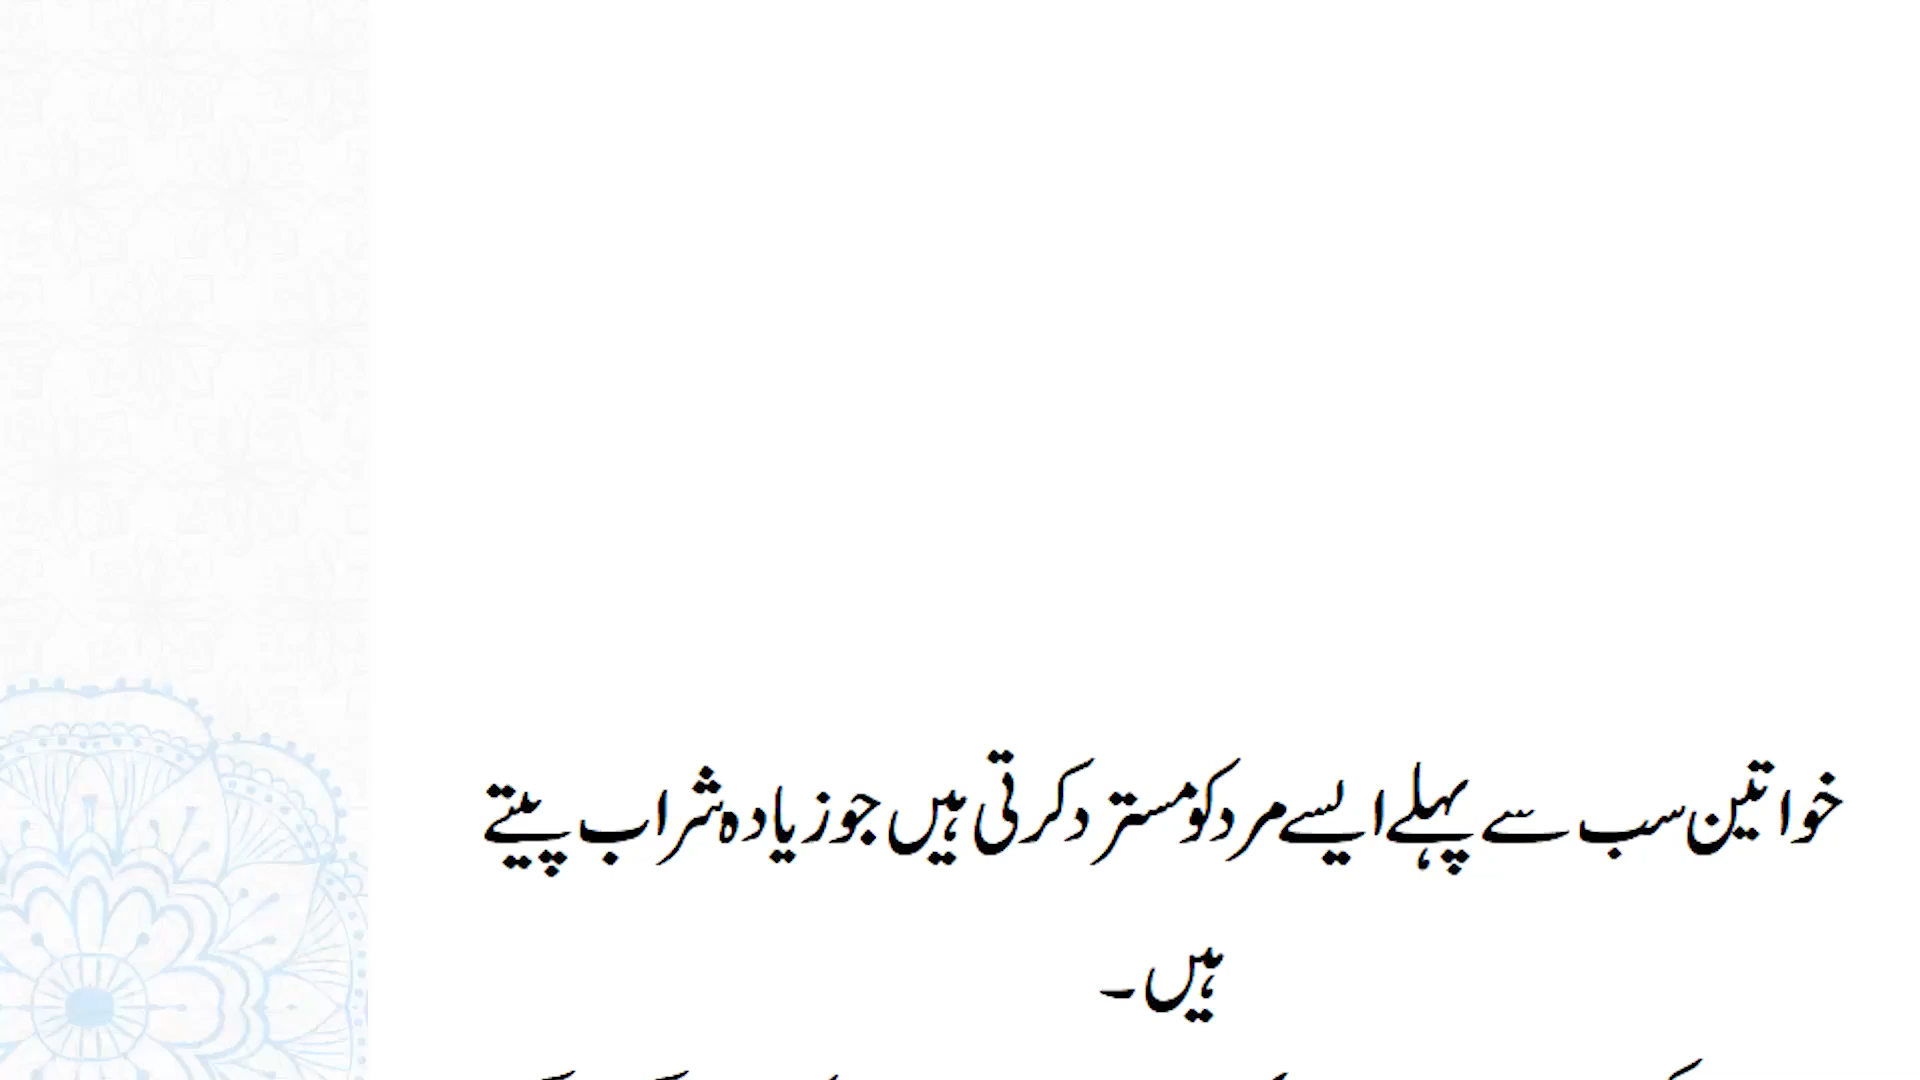 خواتین سب سے پہلے ایسے مرد کو مسترد کرتی ہیں جو زیادہ شراب پیتے
ہیں۔